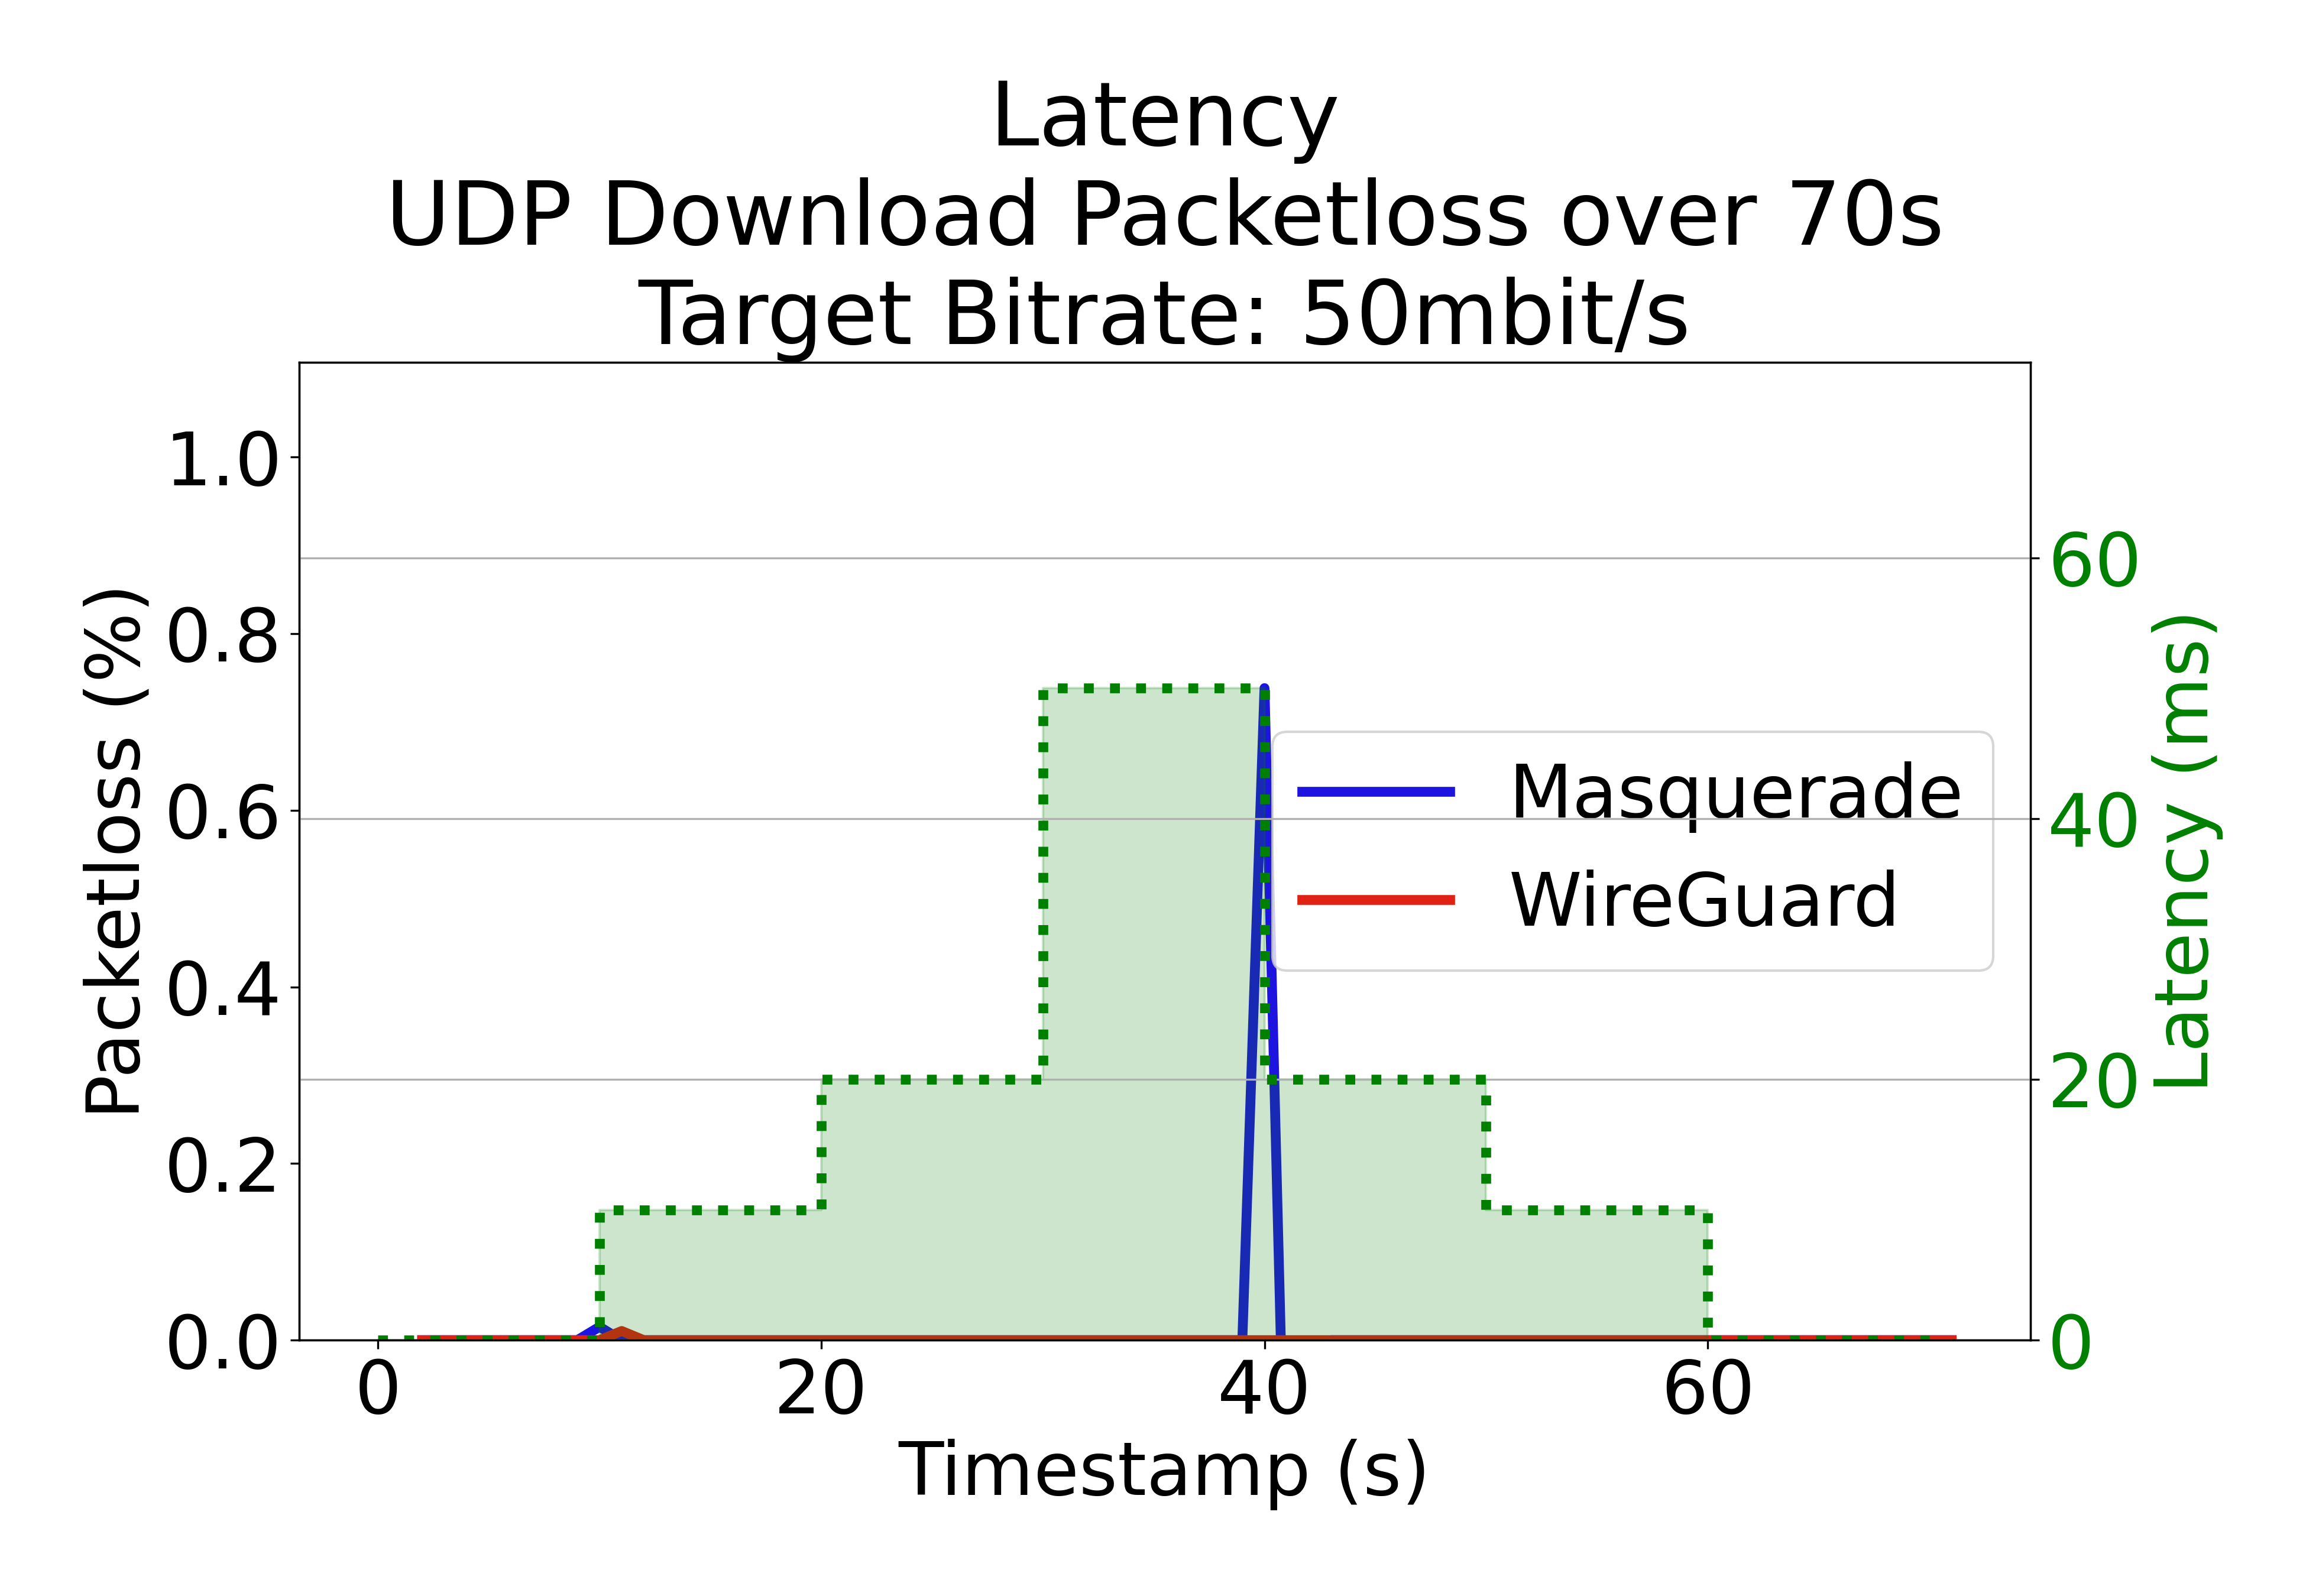 Latency
UDP Download Packetloss over 70s
Target Bitrate: 50mbit/s
Packetloss (%)
1.0
0.8
0.6
0.4
0.2
0.0
Masquerade
WireGuard
60
40
20
0
Latency (ms)
0 20 40 60
Timestamp (s)